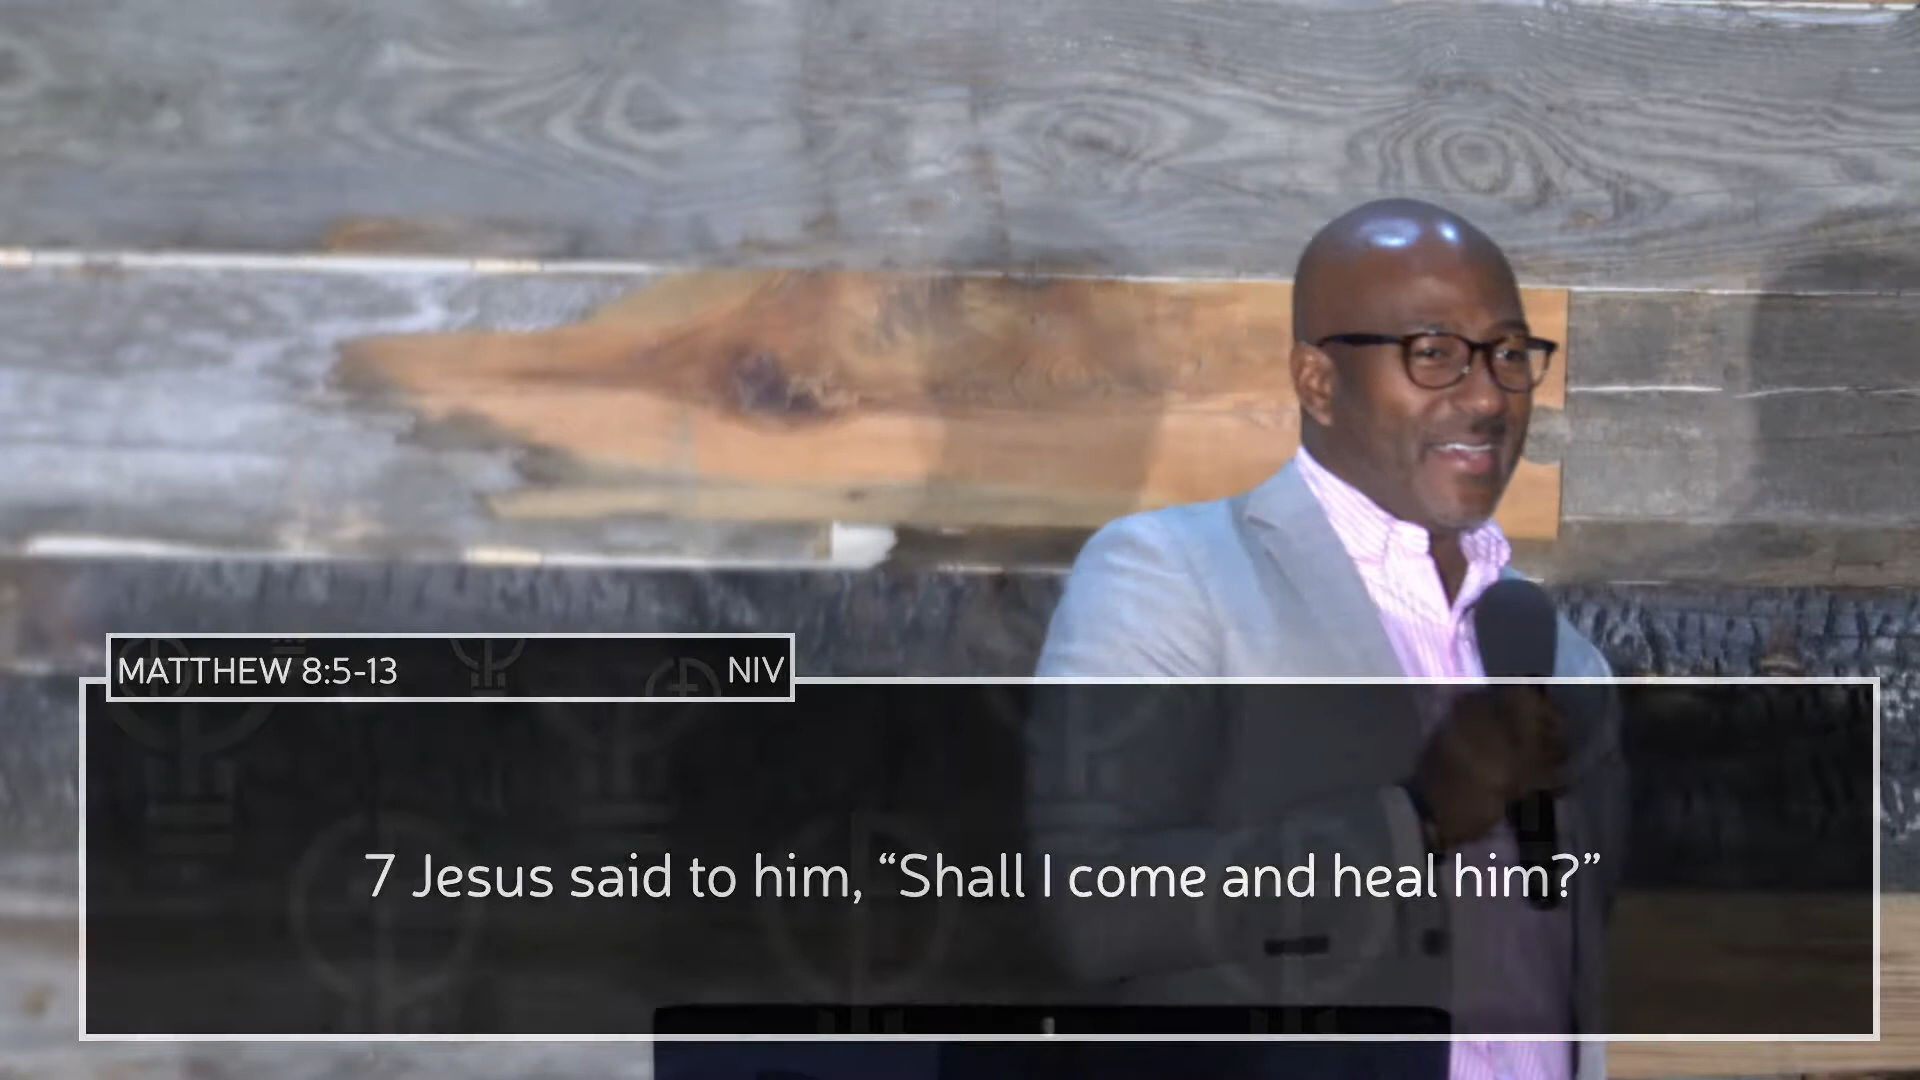 MATTHEW 8:5-13 NIV
7 Jesus said to him, “Shall I come and heal him?”